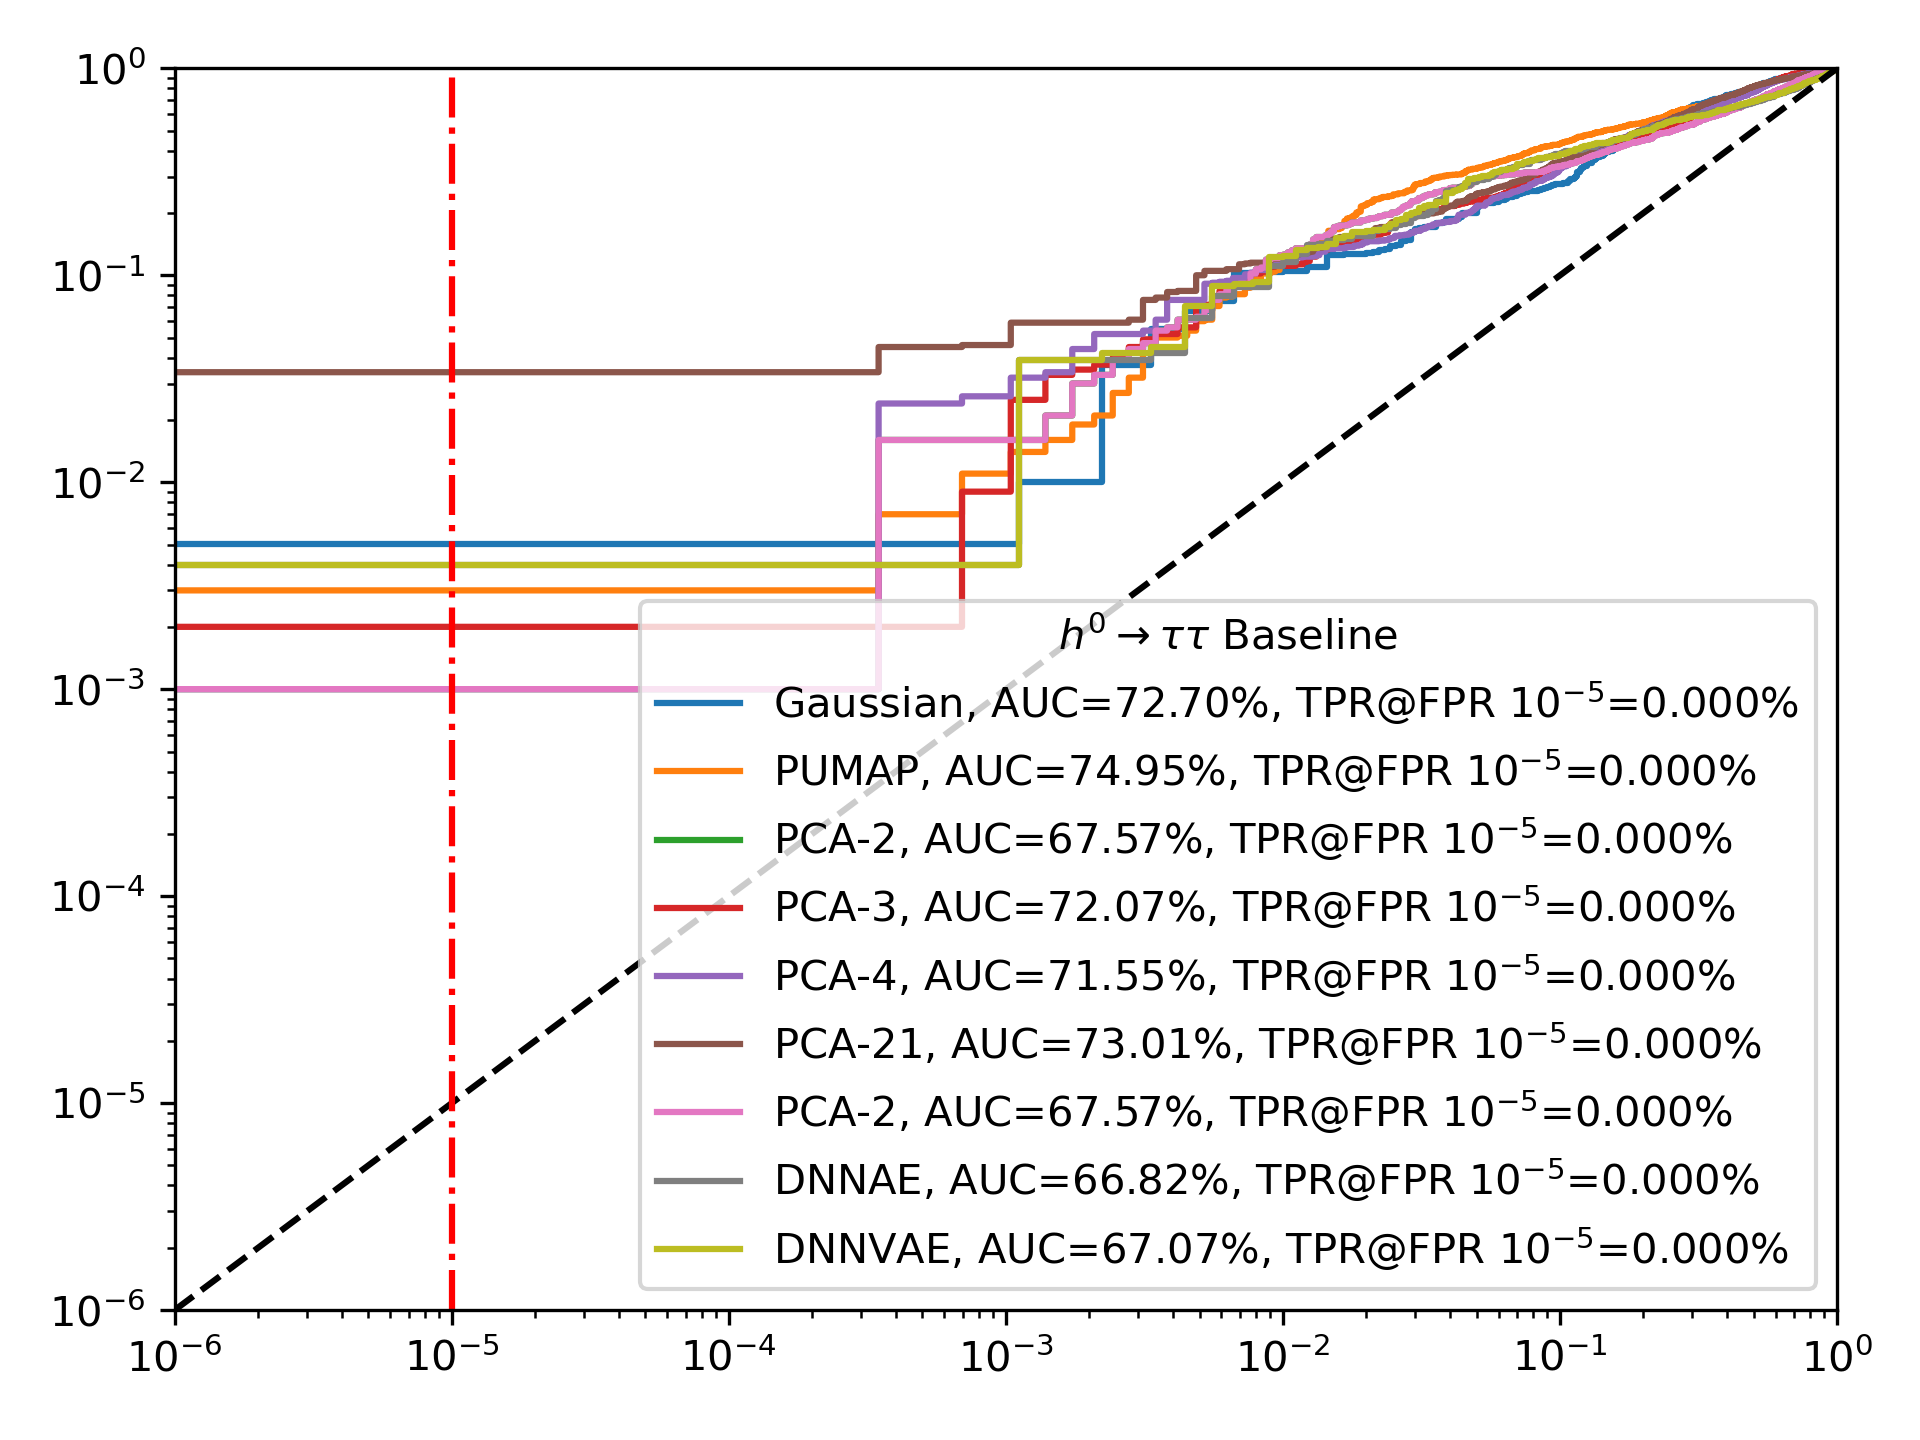 10⁰
10⁻¹
10⁻²
10⁻³
10⁻⁴
10⁻⁵
10⁻⁶
h⁰ → ττ Baseline
Gaussian, AUC=72.70%, TPR@FPR 10⁻⁵=0.000%
PUMAP, AUC=74.95%, TPR@FPR 10⁻⁵=0.000%
PCA-2, AUC=67.57%, TPR@FPR 10⁻⁵=0.000%
PCA-3, AUC=72.07%, TPR@FPR 10⁻⁵=0.000%
PCA-4, AUC=71.55%, TPR@FPR 10⁻⁵=0.000%
PCA-21, AUC=73.01%, TPR@FPR 10⁻⁵=0.000%
PCA-2, AUC=67.57%, TPR@FPR 10⁻⁵=0.000%
DNNAE, AUC=66.82%, TPR@FPR 10⁻⁵=0.000%
DNNVAE, AUC=67.07%, TPR@FPR 10⁻⁵=0.000%
10⁻⁶ 10⁻⁵ 10⁻⁴ 10⁻³ 10⁻² 10⁻¹ 10⁰